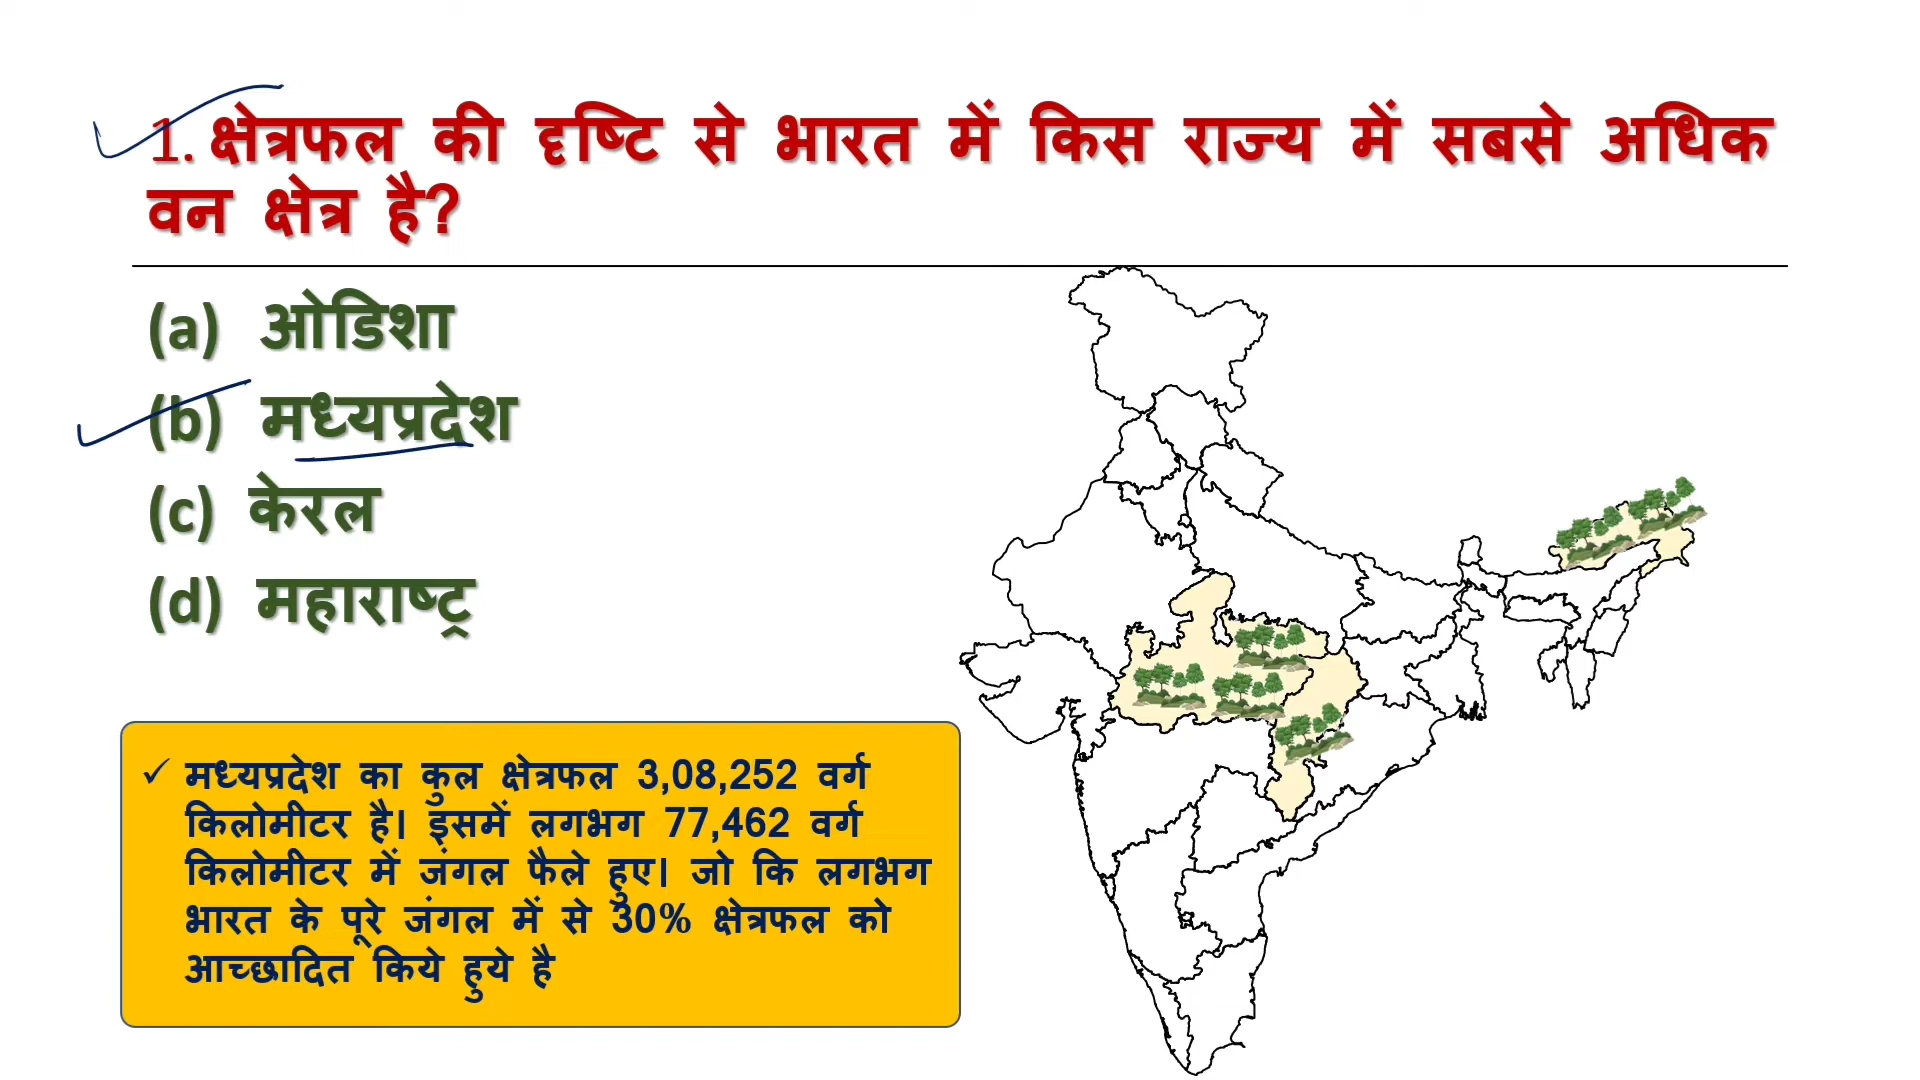 1. क्षेत्रफल की दृष्टि से भारत में किस राज्य में सबसे अधिक
वन क्षेत्र है?
(a) ओडिशा
(b) मध्यप्रदेश
(c) केरल
(d) महाराष्ट्र
✓ मध्यप्रदेश का कुल क्षेत्रफल 3,08,252 वर्ग
किलोमीटर है। इसमें लगभग 77,462 वर्ग
किलोमीटर में जंगल फैले हुए। जो कि लगभग
भारत के पूरे जंगल में से 30% क्षेत्रफल को
आच्छादित किये हुये है